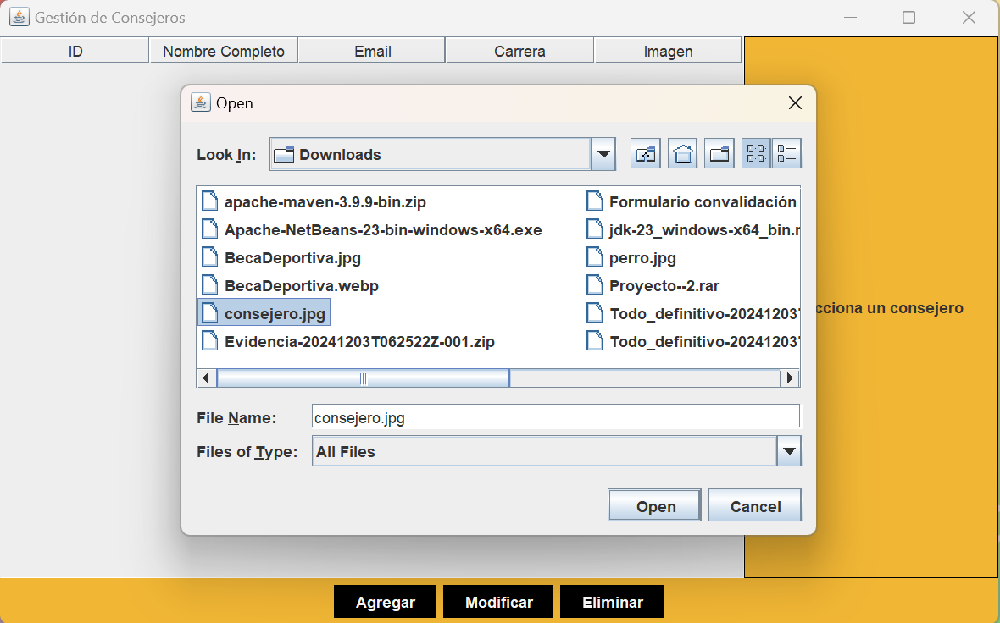 Gestión de Consejeros
ID Nombre Completo Email Carrera Imagen
Open
Look In: Downloads
apache-maven-3.9.9-bin.zip
Apache-NetBeans-23-bin-windows-x64.exe
BecaDeportiva.jpg
BecaDeportiva.webp
consejero.jpg
Evidencia-20241203T062522Z-001.zip
Formulario convalidación
jdk-23_windows-x64_bin.
perro.jpg
Proyecto--2.rar
Todo_definitivo-20241203
Todo_definitivo-20241203
cciona un consejero
File Name: consejero.jpg
Files of Type: All Files
Open Cancel
Agregar Modificar Eliminar